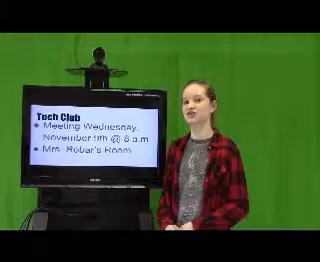 Tech Club
● Meeting Wednesday,
November 9th @ 8 a.m
● Mrs. Robar's Room